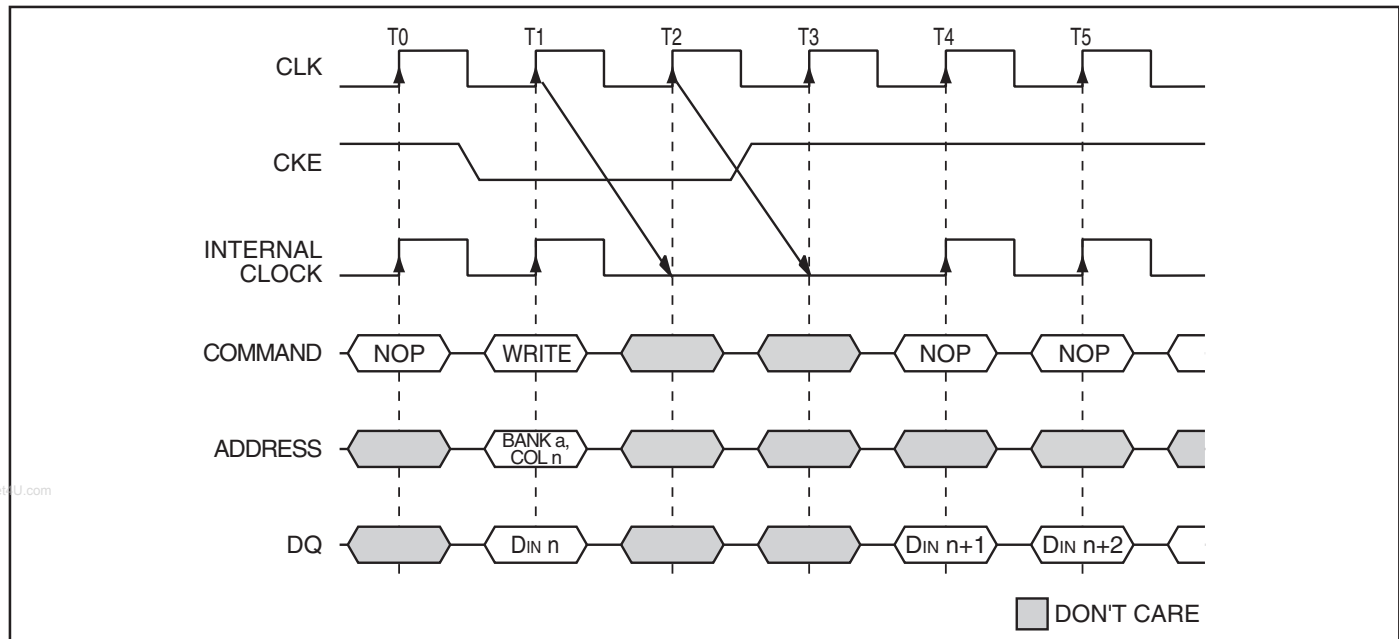 T0 T1 T2 T3 T4 T5
CLK
CKE
INTERNAL
CLOCK
COMMAND NOP WRITE NOP NOP
BANK a,
ADDRESS
COL n
DQ DIN n DIN n+1 DIN n+2
DON'T CARE